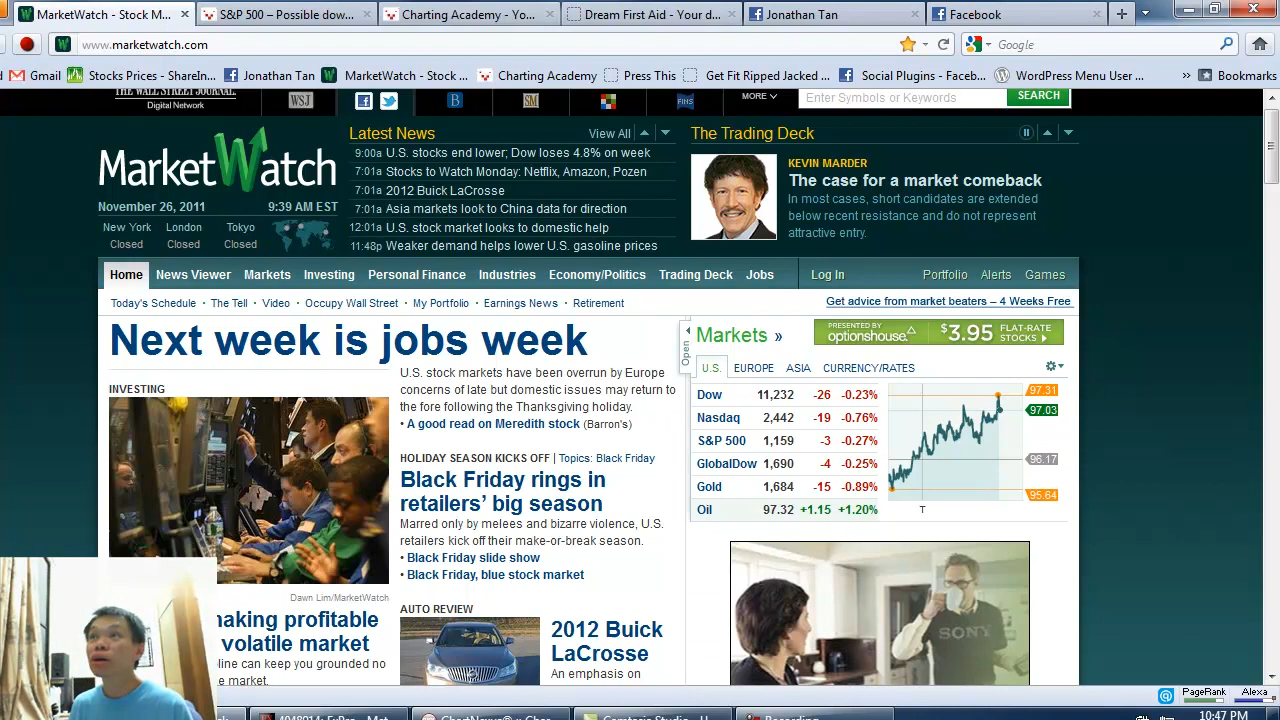 MarketWatch - Stock M...
S&P 500 – Possible dow...
Charting Academy - Yo...
Dream First Aid - Your d...
Jonathan Tan
Facebook
www.marketwatch.com
Google
Gmail
Stocks Prices - ShareIn...
Jonathan Tan
MarketWatch - Stock ...
Charting Academy
Press This
Get Fit Ripped Jacked ...
Social Plugins - Faceb...
WordPress Menu User ...
»
Bookmarks
THE WALL STREET JOURNAL.
Digital Network
WSJ
B
SM
FINS
MORE
Enter Symbols or Keywords
SEARCH
MarketWatch
November 26, 2011 9:39 AM EST
New York London Tokyo
Closed Closed Closed
Latest News View All
9:00a U.S. stocks end lower; Dow loses 4.8% on week
7:01a Stocks to Watch Monday: Netflix, Amazon, Pozen
7:01a 2012 Buick LaCrosse
7:01a Asia markets look to China data for direction
12:01a U.S. stock market looks to domestic help
11:48p Weaker demand helps lower U.S. gasoline prices
The Trading Deck
KEVIN MARDER
The case for a market comeback
In most cases, short candidates are extended
below recent resistance and do not represent
attractive entry.
Home News Viewer Markets Investing Personal Finance Industries Economy/Politics Trading Deck Jobs Log In Portfolio Alerts Games
Today's Schedule · The Tell · Video · Occupy Wall Street · My Portfolio · Earnings News · Retirement
Get advice from market beaters – 4 Weeks Free
Next week is jobs week
INVESTING
Dawn Lim/MarketWatch
making profitable
volatile market
line can keep you grounded no
e market.
U.S. stock markets have been overrun by Europe
concerns of late but domestic issues may return to
the fore following the Thanksgiving holiday.
• A good read on Meredith stock (Barron's)
HOLIDAY SEASON KICKS OFF | Topics: Black Friday
Black Friday rings in
retailers' big season
Marred only by melees and bizarre violence, U.S.
retailers kick off their make-or-break season.
• Black Friday slide show
• Black Friday, blue stock market
AUTO REVIEW
2012 Buick
LaCrosse
An emphasis on
Open
Markets »
PRESENTED BY
optionshouse
$3.95 FLAT-RATE
STOCKS
U.S. EUROPE ASIA CURRENCY/RATES
Dow 11,232 -26 -0.23%
Nasdaq 2,442 -19 -0.76%
S&P 500 1,159 -3 -0.27%
GlobalDow 1,690 -4 -0.25%
Gold 1,684 -15 -0.89%
Oil 97.32 +1.15 +1.20%
97.31
97.03
96.17
95.64
T
SONY
PageRank
Alexa
10:47 PM